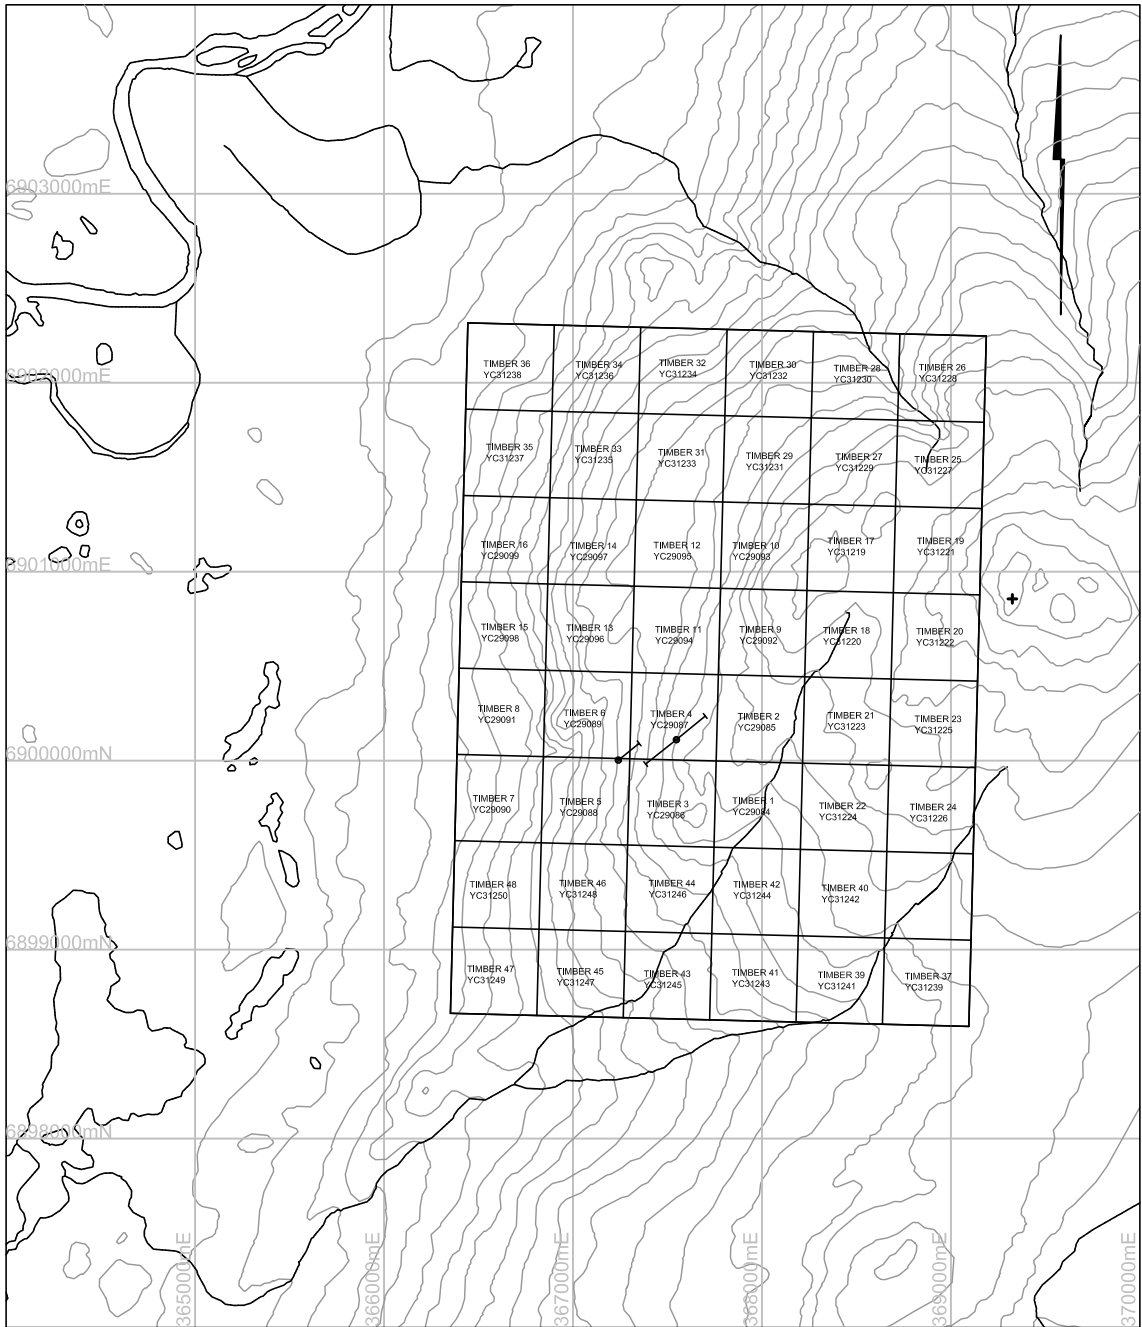 6903000mE
TIMBER 36
YC31238
TIMBER 34
YC31236
TIMBER 32
YC31234
TIMBER 30
YC31232
TIMBER 28
YC31230
TIMBER 26
YC31228
6902000mE
TIMBER 35
YC31237
TIMBER 33
YC31235
TIMBER 31
YC31233
TIMBER 29
YC31231
TIMBER 27
YC31229
TIMBER 25
YC31227
TIMBER 16
YC29099
TIMBER 14
YC29097
TIMBER 12
YC29095
TIMBER 10
YC29093
TIMBER 17
YC31219
TIMBER 19
YC31221
6901000mE
TIMBER 15
YC29098
TIMBER 13
YC29096
TIMBER 11
YC29094
TIMBER 9
YC29092
TIMBER 18
YC31220
TIMBER 20
YC31222
TIMBER 8
YC29091
TIMBER 6
YC29089
TIMBER 4
YC29087
TIMBER 2
YC29085
TIMBER 21
YC31223
TIMBER 23
YC31225
6900000mN
TIMBER 7
YC29090
TIMBER 5
YC29088
TIMBER 3
YC29086
TIMBER 1
YC29084
TIMBER 22
YC31224
TIMBER 24
YC31226
TIMBER 48
YC31250
TIMBER 46
YC31248
TIMBER 44
YC31246
TIMBER 42
YC31244
TIMBER 40
YC31242
6899000mN
TIMBER 47
YC31249
TIMBER 45
YC31247
TIMBER 43
YC31245
TIMBER 41
YC31243
TIMBER 39
YC31241
TIMBER 37
YC31239
6898000mN
365000mE
366000mE
367000mE
368000mE
369000mE
370000mE